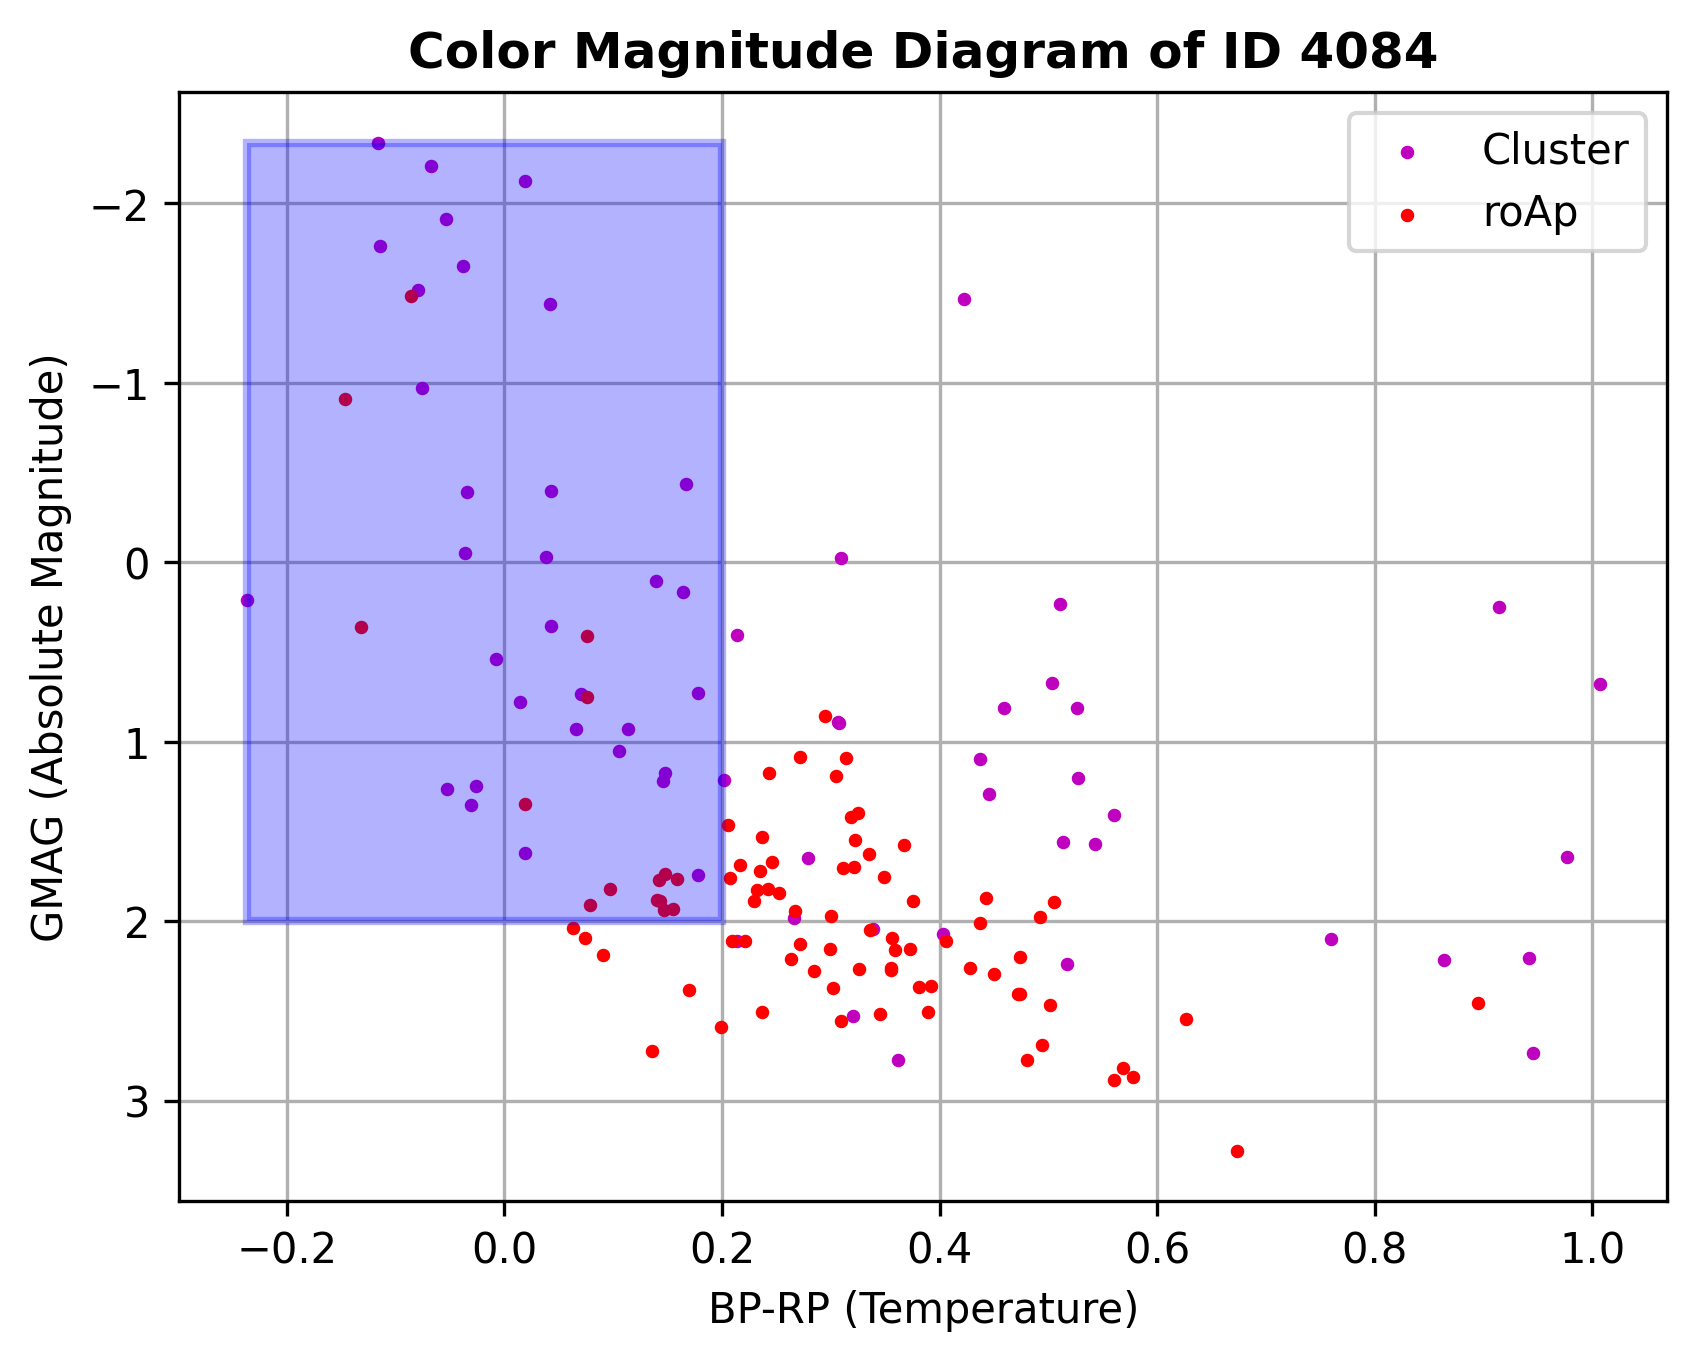 Color Magnitude Diagram of ID 4084
Cluster
roAp
GMAG (Absolute Magnitude)
−2
−1
0
1
2
3
−0.2 0.0 0.2 0.4 0.6 0.8 1.0
BP-RP (Temperature)